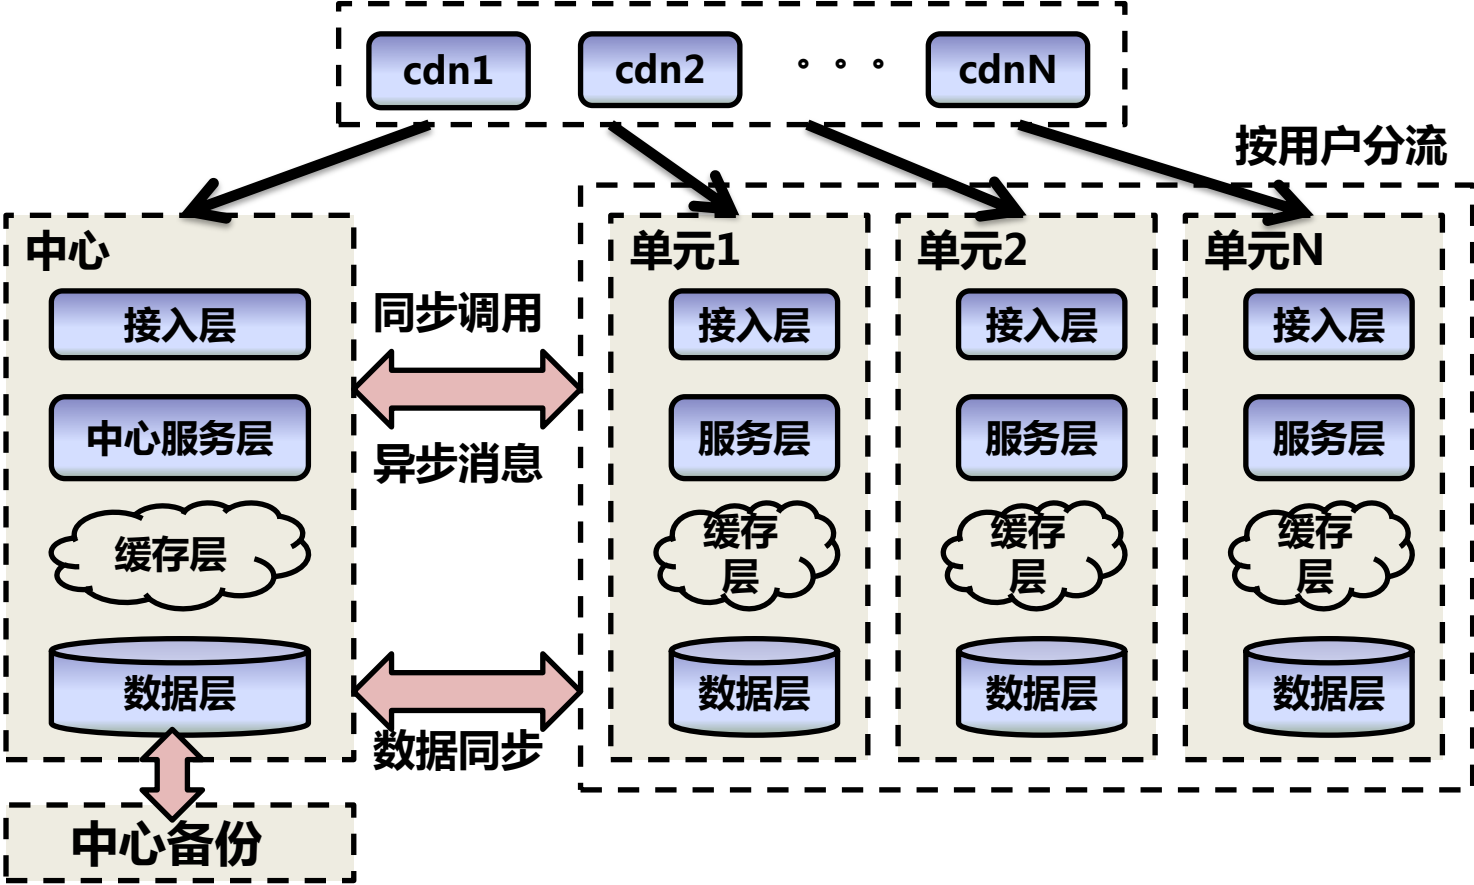 cdn1
cdn2
。。。
cdnN
按用户分流
中心
接入层
中心服务层
缓存层
数据层
中心备份
同步调用
异步消息
数据同步
单元1
接入层
服务层
缓存
层
数据层
单元2
接入层
服务层
缓存
层
数据层
单元N
接入层
服务层
缓存
层
数据层